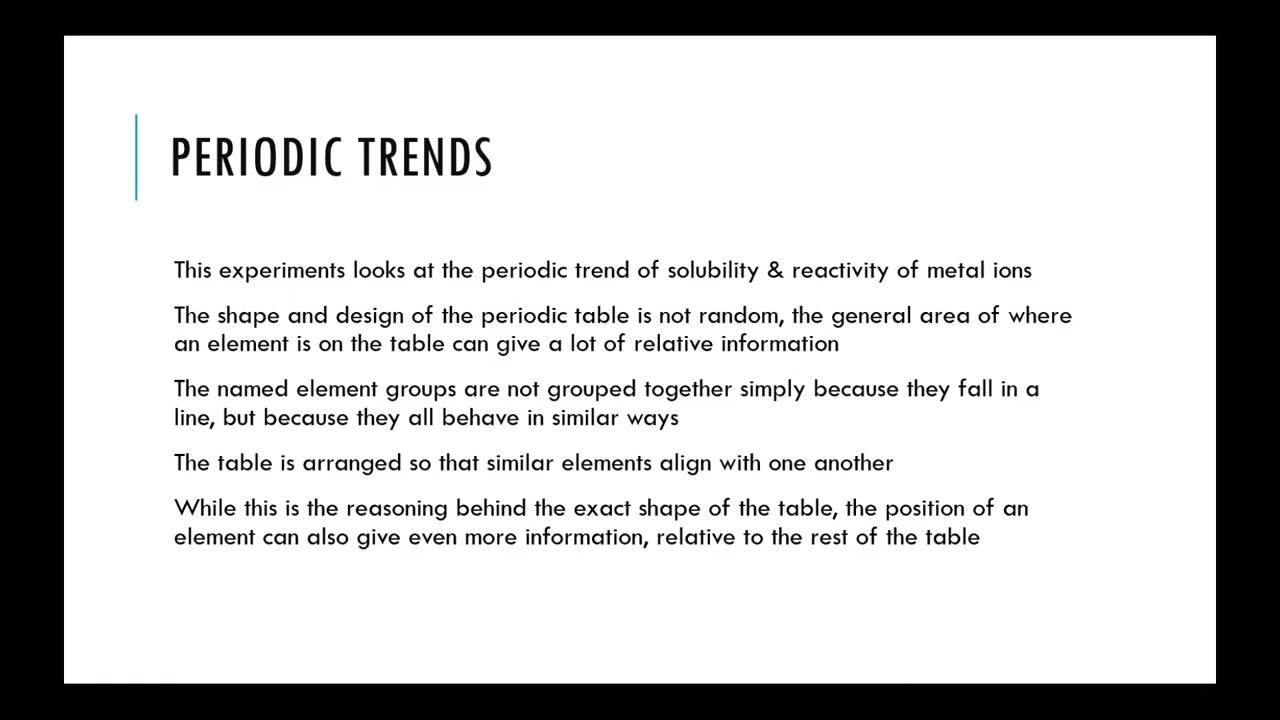 PERIODIC TRENDS
This experiments looks at the periodic trend of solubility & reactivity of metal ions
The shape and design of the periodic table is not random, the general area of where
an element is on the table can give a lot of relative information
The named element groups are not grouped together simply because they fall in a
line, but because they all behave in similar ways
The table is arranged so that similar elements align with one another
While this is the reasoning behind the exact shape of the table, the position of an
element can also give even more information, relative to the rest of the table